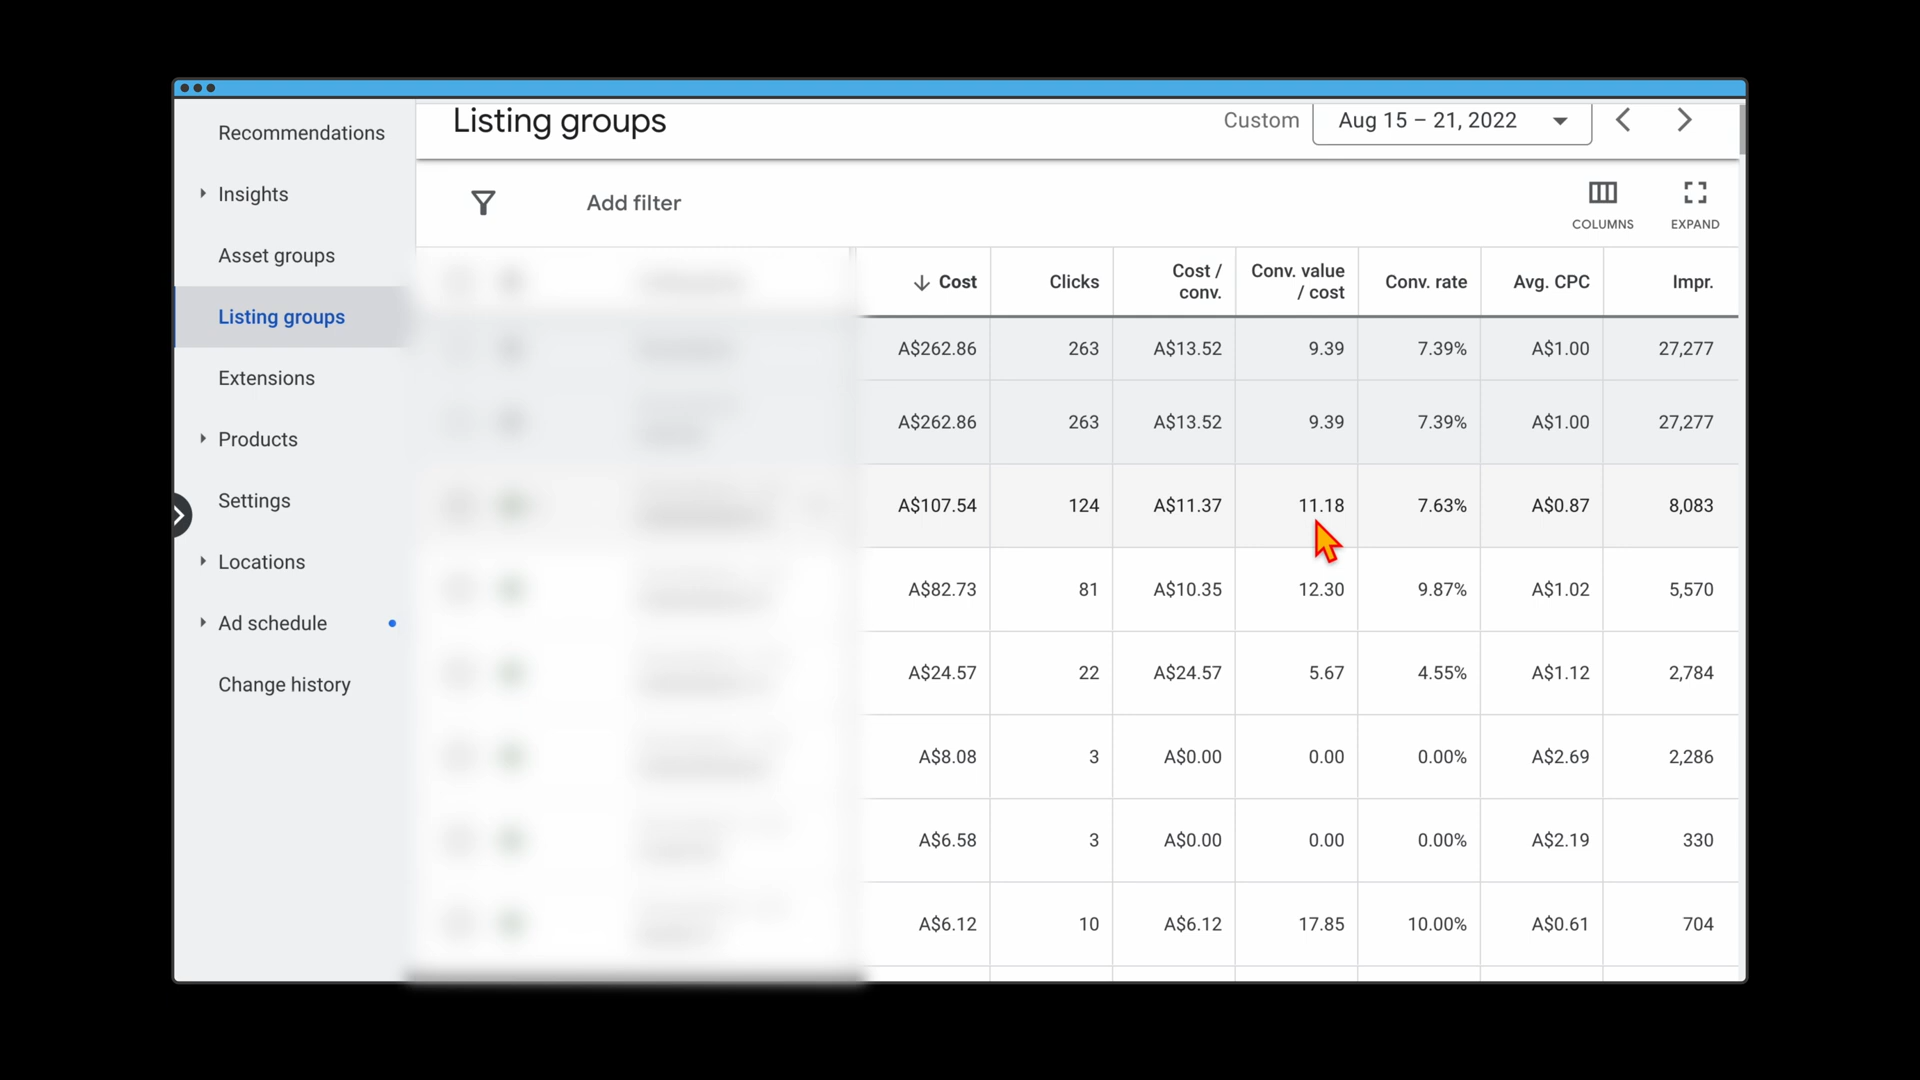 Listing groups
Custom
Aug 15 – 21, 2022
Recommendations
Insights
Asset groups
Listing groups
Extensions
Products
Settings
Locations
Ad schedule
Change history
Add filter
COLUMNS
EXPAND
Cost Clicks Cost / conv. Conv. value / cost Conv. rate Avg. CPC Impr.
A$262.86 263 A$13.52 9.39 7.39% A$1.00 27,277
A$262.86 263 A$13.52 9.39 7.39% A$1.00 27,277
A$107.54 124 A$11.37 11.18 7.63% A$0.87 8,083
A$82.73 81 A$10.35 12.30 9.87% A$1.02 5,570
A$24.57 22 A$24.57 5.67 4.55% A$1.12 2,784
A$8.08 3 A$0.00 0.00 0.00% A$2.69 2,286
A$6.58 3 A$0.00 0.00 0.00% A$2.19 330
A$6.12 10 A$6.12 17.85 10.00% A$0.61 704